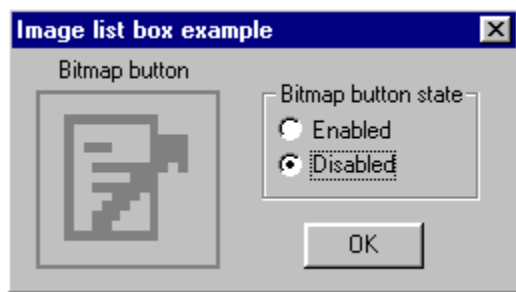 Image list box example
Bitmap button
Bitmap button state
Enabled
Disabled
OK